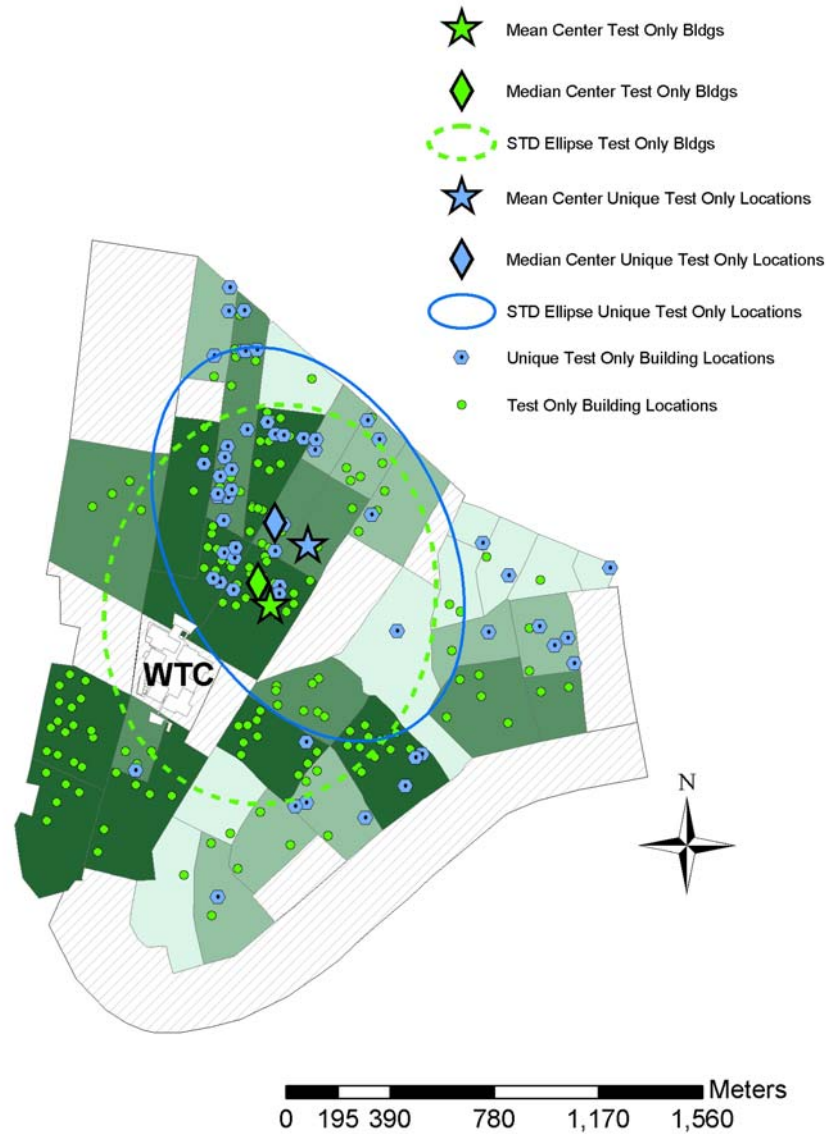 Mean Center Test Only Bldgs
Median Center Test Only Bldgs
STD Ellipse Test Only Bldgs
Mean Center Unique Test Only Locations
Median Center Unique Test Only Locations
STD Ellipse Unique Test Only Locations
Unique Test Only Building Locations
Test Only Building Locations
WTC
N
Meters
0 195 390 780 1,170 1,560